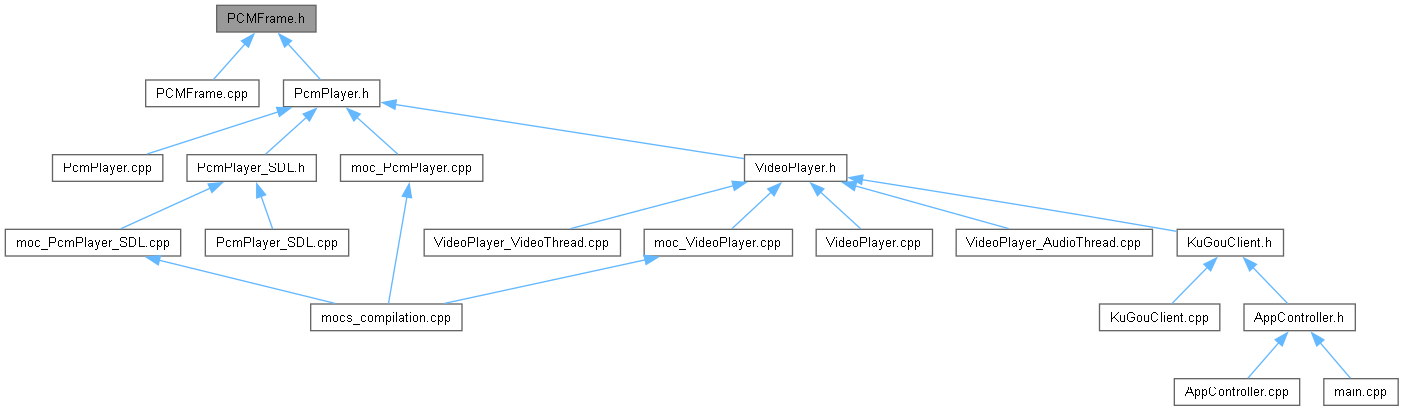 PCMFrame.h
PCMFrame.cpp
PcmPlayer.h
PcmPlayer.cpp
PcmPlayer_SDL.h
moc_PcmPlayer.cpp
VideoPlayer.h
moc_PcmPlayer_SDL.cpp
PcmPlayer_SDL.cpp
VideoPlayer_VideoThread.cpp
moc_VideoPlayer.cpp
VideoPlayer.cpp
VideoPlayer_AudioThread.cpp
KuGouClient.h
mocs_compilation.cpp
KuGouClient.cpp
AppController.h
AppController.cpp
main.cpp